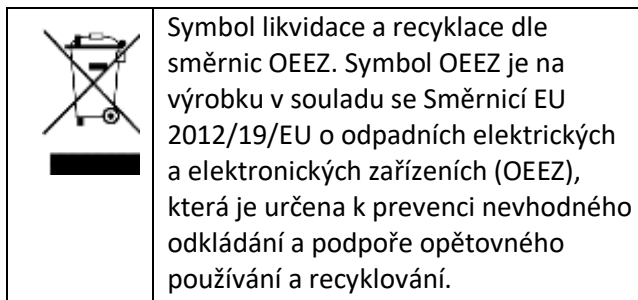 Symbol likvidace a recyklace dle
směrnic OEEZ. Symbol OEEZ je na
výrobku v souladu se Směrnicí EU
2012/19/EU o odpadních elektrických
a elektronických zařízeních (OEEZ),
která je určena k prevenci nevhodného
odkládání a podpoře opětovného
používání a recyklování.